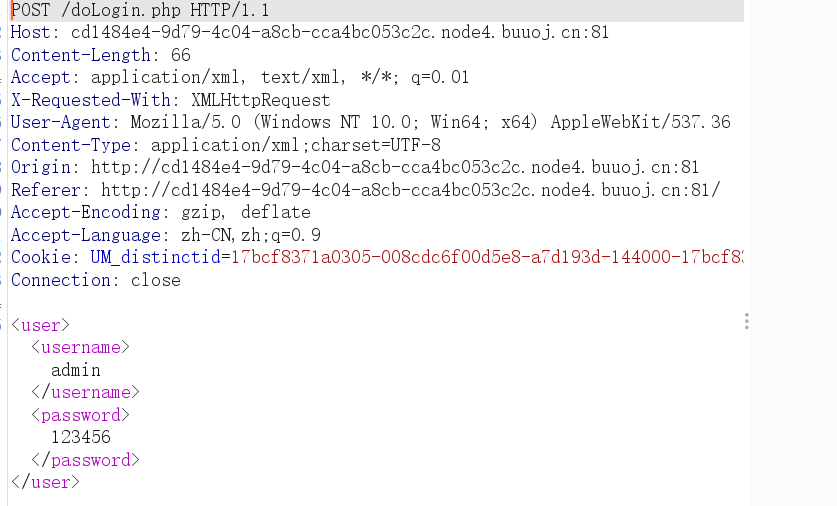 POST /doLogin.php HTTP/1.1
Host: cd1484e4-9d79-4c04-a8cb-cca4bc053c2c.node4.buuoj.cn:81
Content-Length: 66
Accept: application/xml, text/xml, */*; q=0.01
X-Requested-With: XMLHttpRequest
User-Agent: Mozilla/5.0 (Windows NT 10.0; Win64; x64) AppleWebKit/537.36
Content-Type: application/xml;charset=UTF-8
Origin: http://cd1484e4-9d79-4c04-a8cb-cca4bc053c2c.node4.buuoj.cn:81
Referer: http://cd1484e4-9d79-4c04-a8cb-cca4bc053c2c.node4.buuoj.cn:81/
Accept-Encoding: gzip, deflate
Accept-Language: zh-CN,zh;q=0.9
Cookie: UM_distinctid=17bcf8371a0305-008cdc6f00d5e8-a7d193d-144000-17bcf8
Connection: close
<user>
<username>
admin
</username>
<password>
123456
</password>
</user>